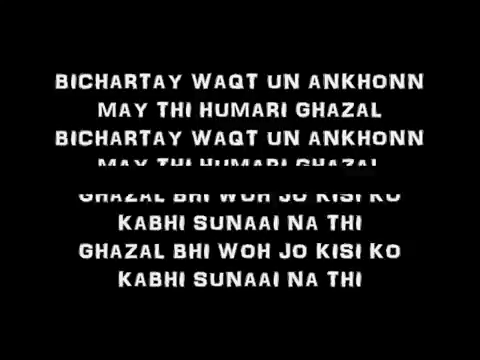 BICHARTAY WAQT UN ANKHONN
MAY THI HUMARI GHAZAL
BICHARTAY WAQT UN ANKHONN
MAY THI HUMARI GHAZAL
GHAZAL BHI WOH JO KISI KO
KABHI SUNAAI NA THI
GHAZAL BHI WOH JO KISI KO
KABHI SUNAAI NA THI